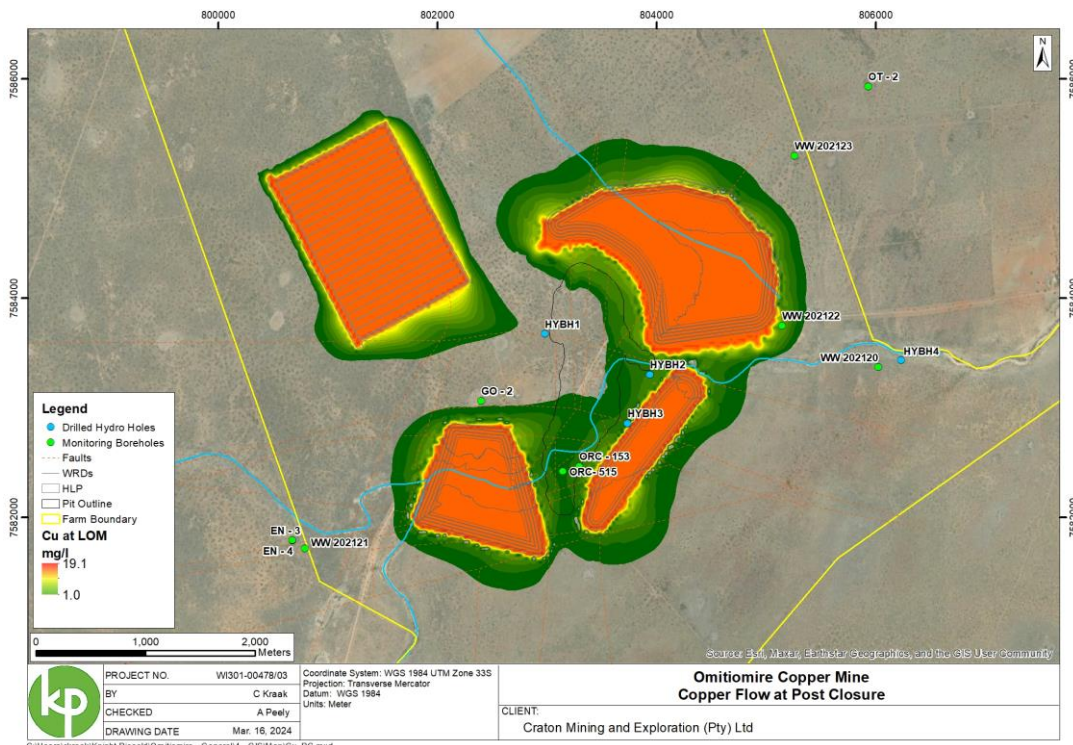 800000
802000
804000
806000
N
7586000
7586000
OT - 2
WW 202123
7584000
7584000
WW 202122
HYBH1
WW 202120
HYBH4
HYBH2
GO - 2
HYBH3
ORC - 153
ORC- 515
7582000
7582000
EN - 3
EN - 4
WW 202121
Legend
Drilled Hydro Holes
Monitoring Boreholes
Faults
WRDs
HLP
Pit Outline
Farm Boundary
Cu at LOM
mg/l
19.1
1.0
0
1,000
2,000
Meters
Source: Esri, Maxar, Earthstar Geographics, and the GIS User Community
kp
PROJECT NO. WI301-00478/03
BY C Kraak
CHECKED A Peely
DRAWING DATE Mar. 16, 2024
Coordinate System: WGS 1984 UTM Zone 33S
Projection: Transverse Mercator
Datum: WGS 1984
Units: Meter
Omitiomire Copper Mine
Copper Flow at Post Closure
CLIENT:
Craton Mining and Exploration (Pty) Ltd